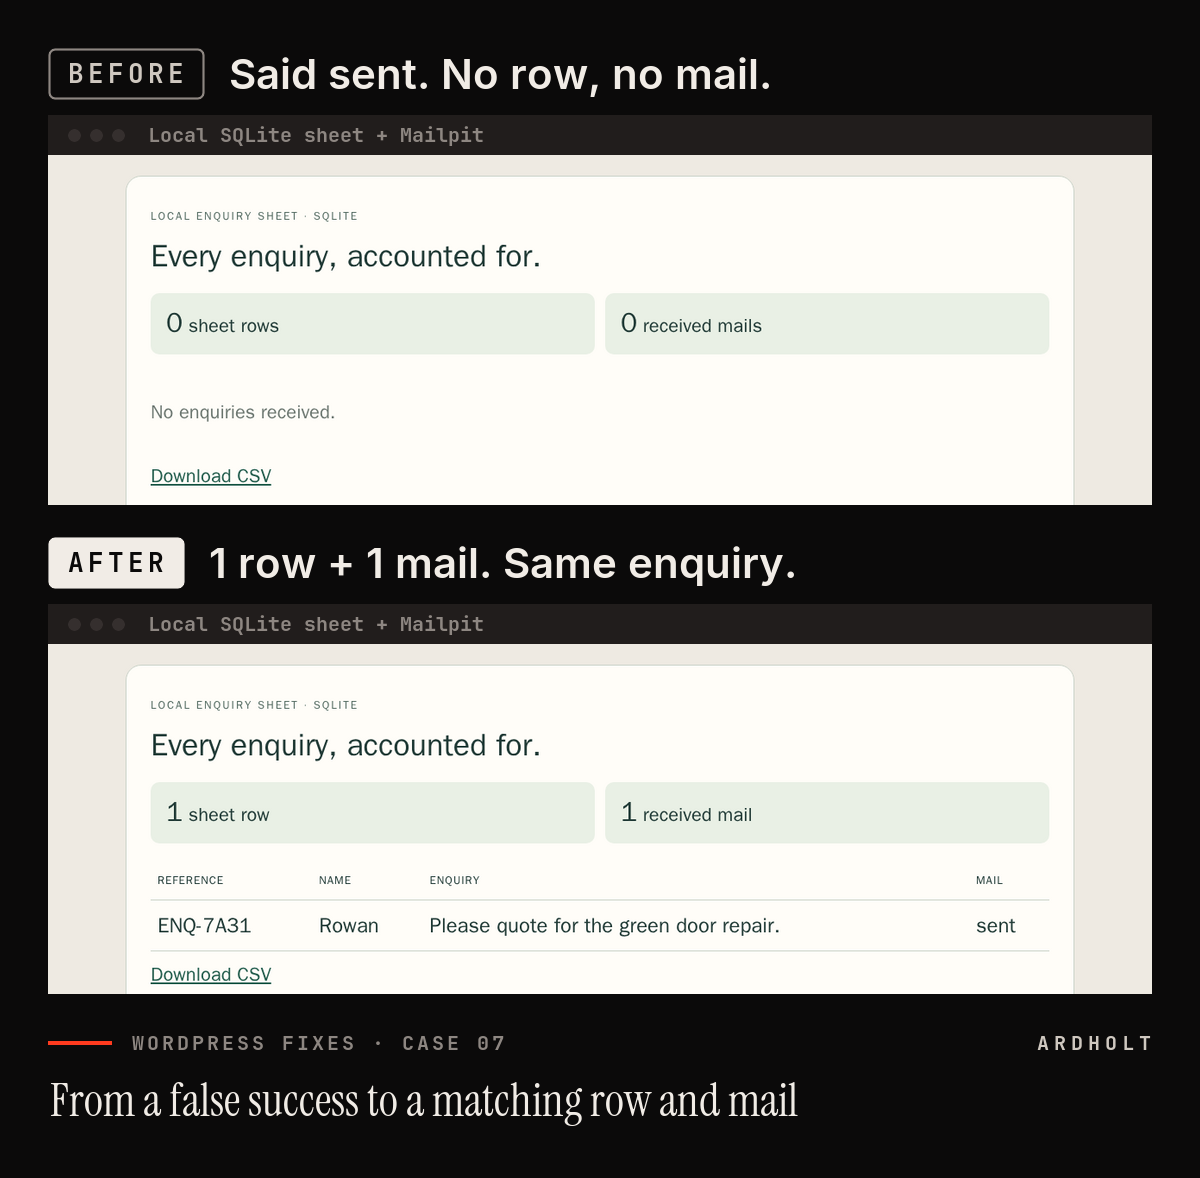 BEFORE Said sent. No row, no mail.
Local SQLite sheet + Mailpit
LOCAL ENQUIRY SHEET · SQLITE
Every enquiry, accounted for.
0 sheet rows 0 received mails
No enquiries received.
Download CSV
AFTER 1 row + 1 mail. Same enquiry.
Local SQLite sheet + Mailpit
LOCAL ENQUIRY SHEET · SQLITE
Every enquiry, accounted for.
1 sheet row 1 received mail
REFERENCE NAME ENQUIRY MAIL
ENQ-7A31 Rowan Please quote for the green door repair. sent
Download CSV
WORDPRESS FIXES · CASE 07 ARDHOLT
From a false success to a matching row and mail